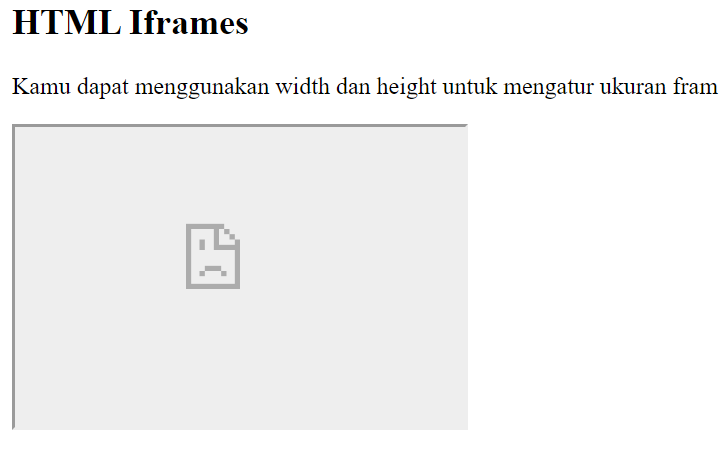 HTML Iframes
Kamu dapat menggunakan width dan height untuk mengatur ukuran fram